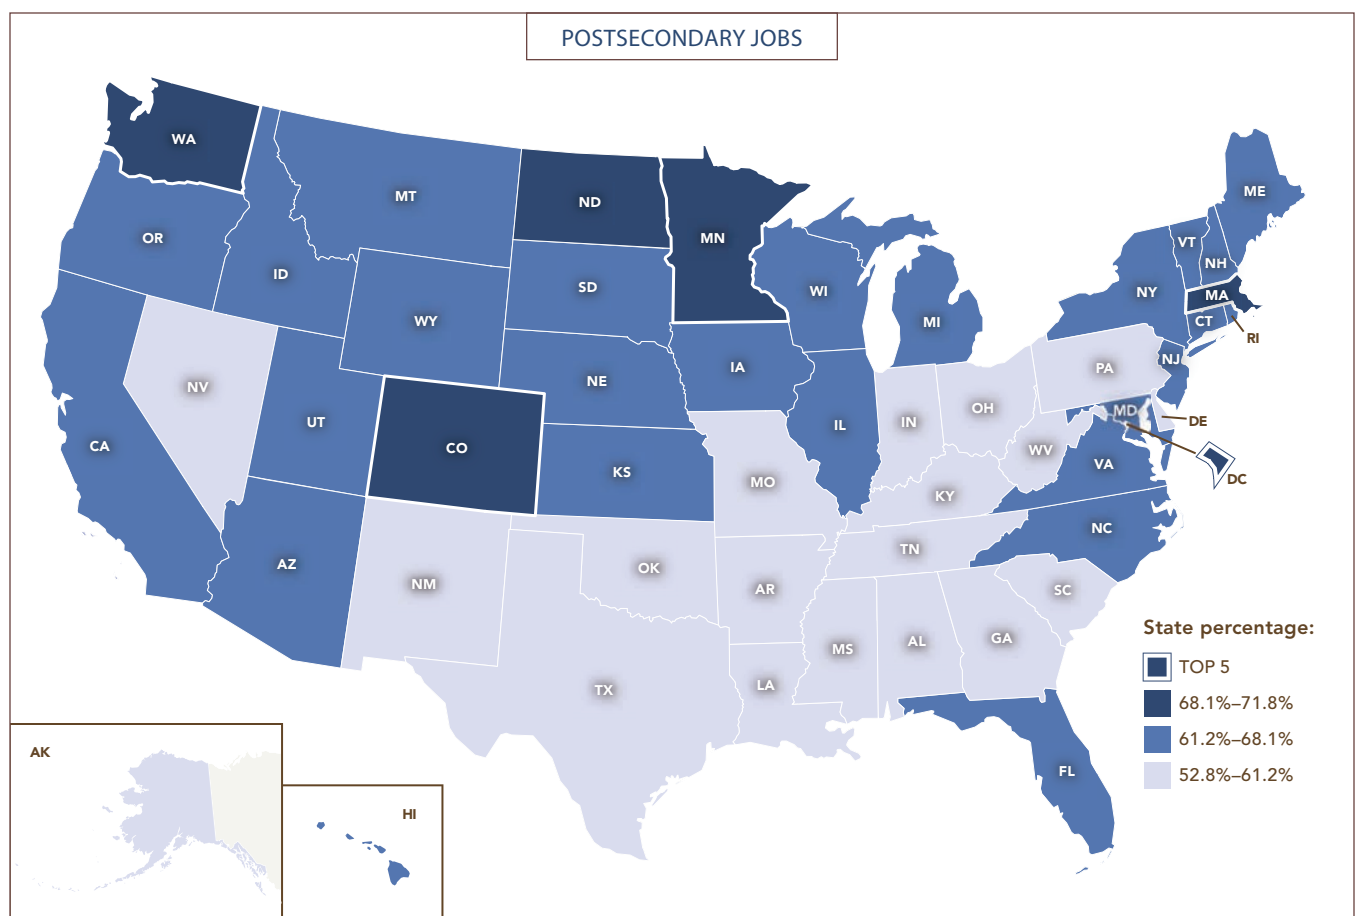 POSTSECONDARY JOBS
WA
MT
ND
MN
ME
OR
ID
SD
WI
VT
NH
NY
MA
WY
MI
CT
RI
NV
NE
IA
PA
NJ
UT
CO
IL
IN
OH
MD
DE
CA
KS
MO
WV
VA
DC
KY
NC
AZ
NM
OK
AR
TN
SC
MS
AL
GA
TX
LA
FL
State percentage:
TOP 5
68.1%–71.8%
61.2%–68.1%
52.8%–61.2%
AK
HI